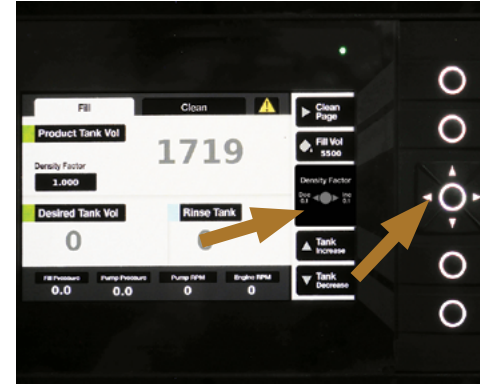 Fill
Clean
Product Tank Vol
1719
Density Factor
1.000
Desired Tank Vol
Rinse Tank
0
Fill Pressure
Pump Pressure
Pump RPM
Engine RPM
0.0
0.0
0
0
Clean
Page
Fill Vol
5500
Density Factor
Dec
Inc
0.1
0.1
Tank
Increase
Tank
Decrease